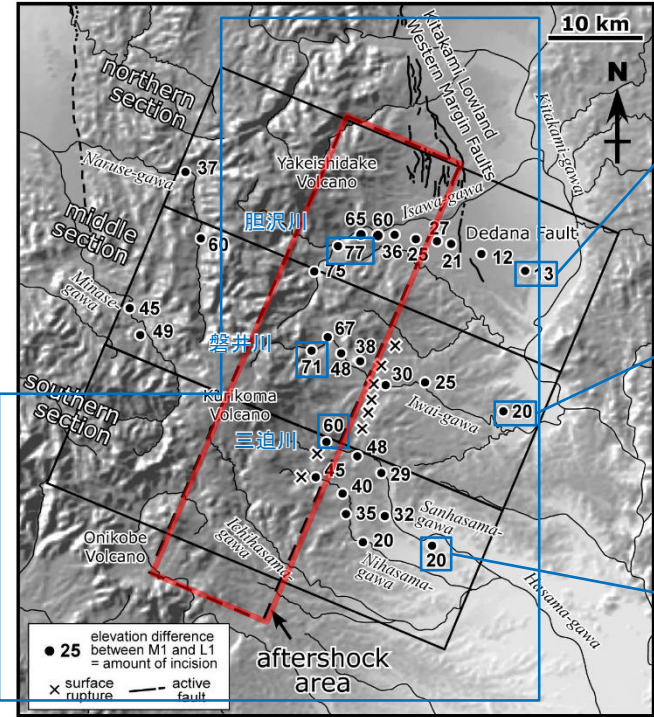 10 km
N
northern
section
Kitakami Lowland
Western Margin Faults
Kitakami-gawa
Naruse-gawa
37
Yakeishidake
Volcano
Isawa-gawa
middle
section
胆沢川
65
60
27
Dedana Fault
60
77
36
25
21
12
13
75
Minase-
gawa
45
49
67
磐井川
38
71
48
30
25
20
Iwai-gawa
southern
section
Kurikoma
Volcano
60
三迫川
48
45
29
40
Sanhasama-
gawa
35
32
Onikobe
Volcano
Ichihasama-
gawa
20
Nihasama-
gawa
20
Hasama-gawa
25
elevation difference
between M1 and L1
= amount of incision
surface
rupture
active
fault
aftershock
area